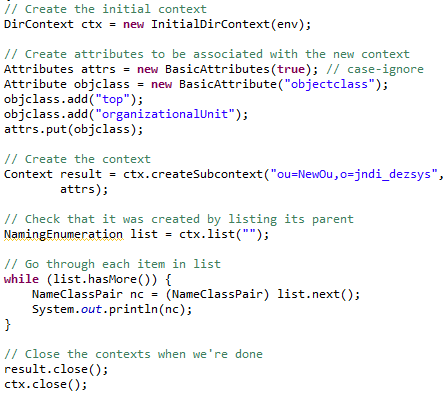 // Create the initial context
DirContext ctx = new InitialDirContext(env);
// Create attributes to be associated with the new context
Attributes attrs = new BasicAttributes(true); // case-ignore
Attribute objclass = new BasicAttribute("objectclass");
objclass.add("top");
objclass.add("organizationalUnit");
attrs.put(objclass);
// Create the context
Context result = ctx.createSubcontext("ou=NewOu,o=jndi_dezsys",
attrs);
// Check that it was created by listing its parent
NamingEnumeration list = ctx.list("");
// Go through each item in list
while (list.hasMore()) {
NameClassPair nc = (NameClassPair) list.next();
System.out.println(nc);
}
// Close the contexts when we're done
result.close();
ctx.close();